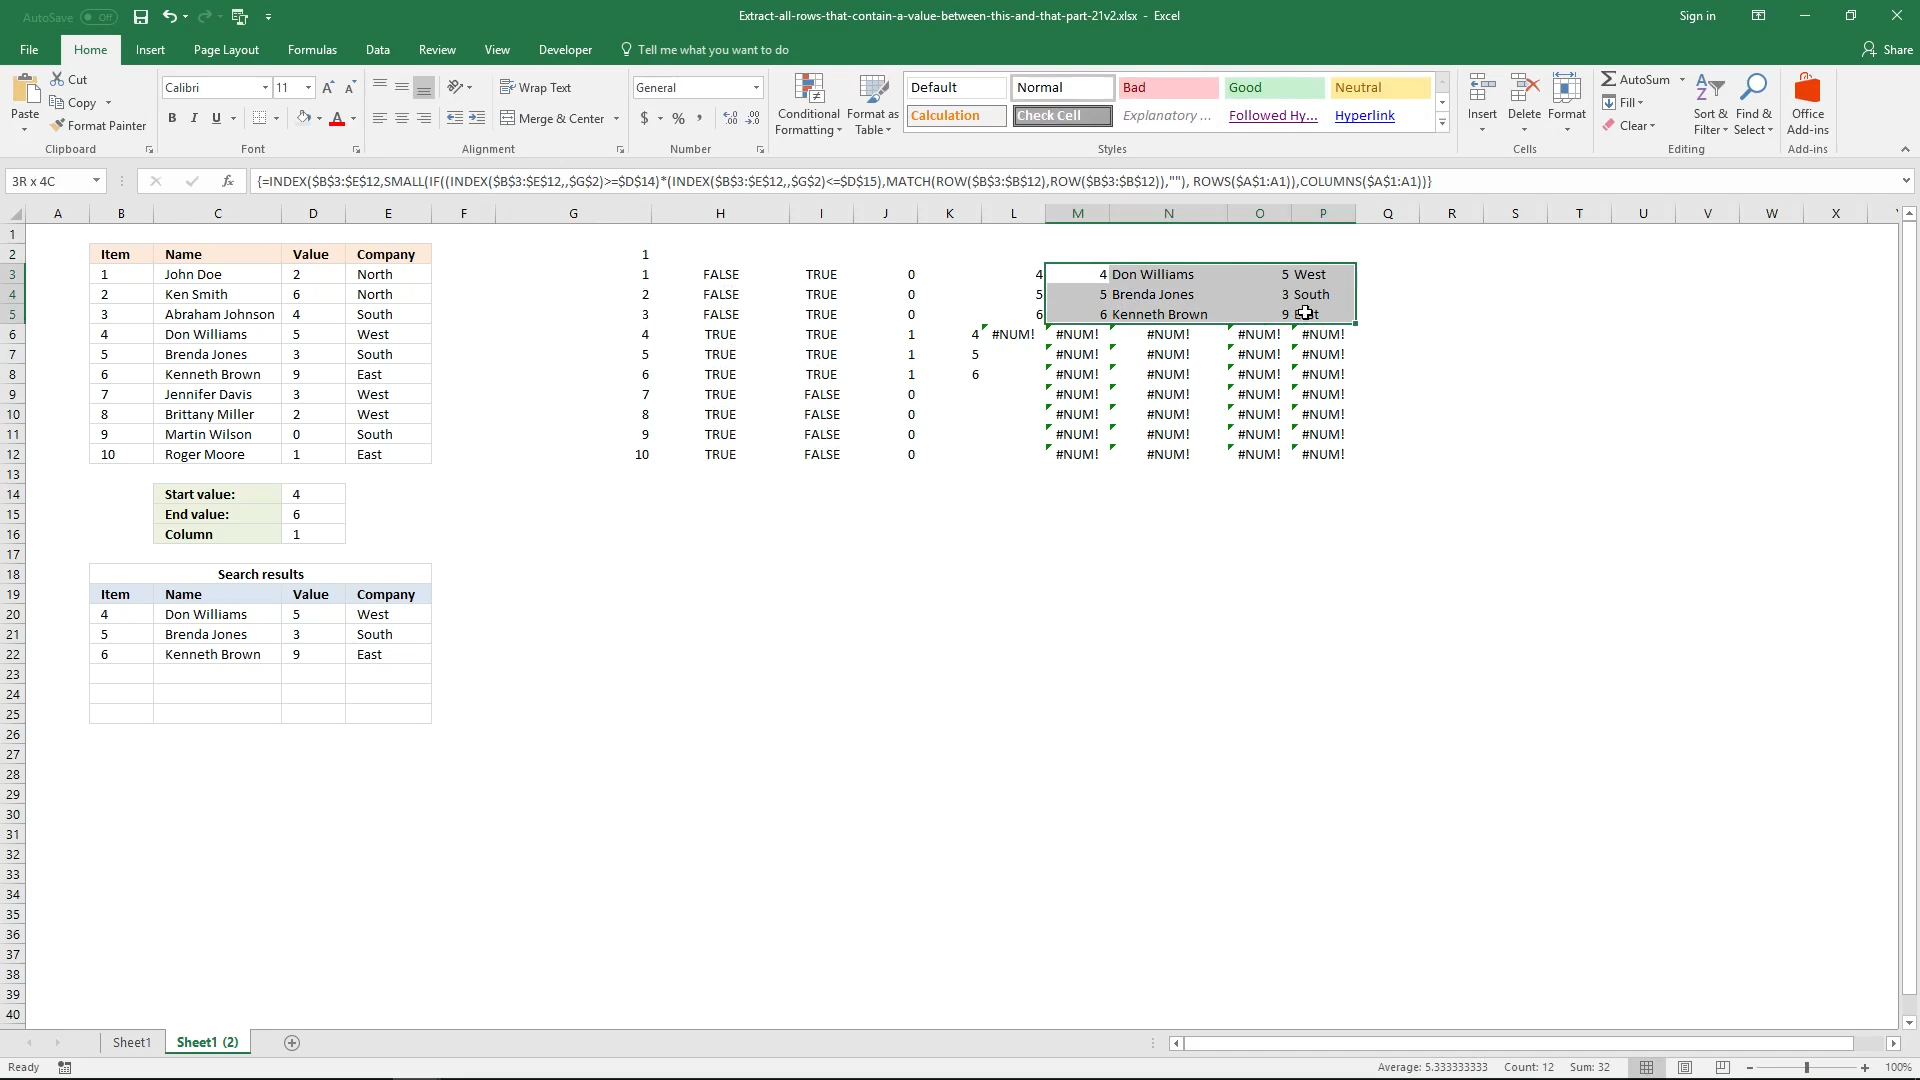 AutoSave Off
Extract-all-rows-that-contain-a-value-between-this-and-that-part-21v2.xlsx - Excel
Sign in
File Home Insert Page Layout Formulas Data Review View Developer Tell me what you want to do Share
Paste Cut Copy Format Painter Clipboard
Calibri 11 B I U A Font
Wrap Text Merge & Center Alignment
General $ % , Number
Conditional Formatting Format as Table
Default Normal Bad Good Neutral
Calculation Check Cell Explanatory ... Followed Hy... Hyperlink
Styles
Insert Delete Format Cells
AutoSum Fill Clear Sort & Filter Find & Select Editing
Office Add-ins Add-ins
3R x 4C fx {=INDEX($B$3:$E$12,SMALL(IF((INDEX($B$3:$E$12,,$G$2)>=$D$14)*(INDEX($B$3:$E$12,,$G$2)<=$D$15),MATCH(ROW($B$3:$B$12),ROW($B$3:$B$12)),""), ROWS($A$1:A1)),COLUMNS($A$1:A1))}
A B C D E F G H I J K L M N O P Q R S T U V W X
1
2 Item Name Value Company 1
3 1 John Doe 2 North 1 FALSE TRUE 0 4 4 Don Williams 5 West
4 2 Ken Smith 6 North 2 FALSE TRUE 0 5 5 Brenda Jones 3 South
5 3 Abraham Johnson 4 South 3 FALSE TRUE 0 6 6 Kenneth Brown 9 East
6 4 Don Williams 5 West 4 TRUE TRUE 1 4 #NUM! #NUM! #NUM! #NUM! #NUM!
7 5 Brenda Jones 3 South 5 TRUE TRUE 1 5 #NUM! #NUM! #NUM! #NUM!
8 6 Kenneth Brown 9 East 6 TRUE TRUE 1 6 #NUM! #NUM! #NUM! #NUM!
9 7 Jennifer Davis 3 West 7 TRUE FALSE 0 #NUM! #NUM! #NUM! #NUM!
10 8 Brittany Miller 2 West 8 TRUE FALSE 0 #NUM! #NUM! #NUM! #NUM!
11 9 Martin Wilson 0 South 9 TRUE FALSE 0 #NUM! #NUM! #NUM! #NUM!
12 10 Roger Moore 1 East 10 TRUE FALSE 0 #NUM! #NUM! #NUM! #NUM!
13
14 Start value: 4
15 End value: 6
16 Column 1
17
18 Search results
19 Item Name Value Company
20 4 Don Williams 5 West
21 5 Brenda Jones 3 South
22 6 Kenneth Brown 9 East
23
24
25
26
27
28
29
30
31
32
33
34
35
36
37
38
39
40
Sheet1 Sheet1 (2)
Ready Average: 5.333333333 Count: 12 Sum: 32 100%